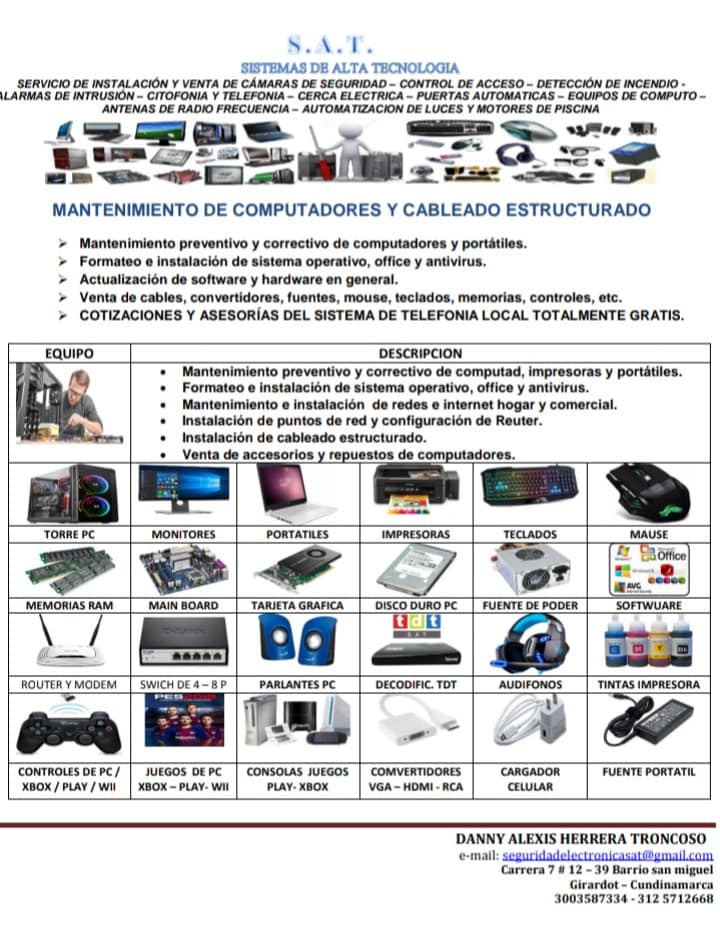 S.A.T.
SISTEMAS DE ALTA TECNOLOGIA
SERVICIO DE INSTALACIÓN Y VENTA DE CÁMARAS DE SEGURIDAD – CONTROL DE ACCESO – DETECCIÓN DE INCENDIO -
ALARMAS DE INTRUSIÓN – CITOFONIA Y TELEFONIA – CERCA ELECTRICA – PUERTAS AUTOMATICAS – EQUIPOS DE COMPUTO –
ANTENAS DE RADIO FRECUENCIA – AUTOMATIZACION DE LUCES Y MOTORES DE PISCINA
MANTENIMIENTO DE COMPUTADORES Y CABLEADO ESTRUCTURADO
➢ Mantenimiento preventivo y correctivo de computadores y portátiles.
➢ Formateo e instalación de sistema operativo, office y antivirus.
➢ Actualización de software y hardware en general.
➢ Venta de cables, convertidores, fuentes, mouse, teclados, memorias, controles, etc.
➢ COTIZACIONES Y ASESORÍAS DEL SISTEMA DE TELEFONIA LOCAL TOTALMENTE GRATIS.
EQUIPO DESCRIPCION
• Mantenimiento preventivo y correctivo de computad, impresoras y portátiles.
• Formateo e instalación de sistema operativo, office y antivirus.
• Mantenimiento e instalación de redes e internet hogar y comercial.
• Instalación de puntos de red y configuración de Reuter.
• Instalación de cableado estructurado.
• Venta de accesorios y repuestos de computadores.
TORRE PC MONITORES PORTATILES IMPRESORAS TECLADOS MAUSE
Office
AVG
MEMORIAS RAM MAIN BOARD TARJETA GRAFICA DISCO DURO PC FUENTE DE PODER SOFTWUARE
D-Link
tdt
SAT
C M Y BK
ROUTER Y MODEM SWICH DE 4 – 8 P PARLANTES PC DECODIFIC. TDT AUDIFONOS TINTAS IMPRESORA
CONTROLES DE PC / JUEGOS DE PC CONSOLAS JUEGOS COMVERTIDORES CARGADOR FUENTE PORTATIL
XBOX / PLAY / WII XBOX – PLAY- WII PLAY- XBOX VGA – HDMI - RCA CELULAR
DANNY ALEXIS HERRERA TRONCOSO
e-mail: seguridadelectronicasat@gmail.com
Carrera 7 # 12 – 39 Barrio san miguel
Girardot – Cundinamarca
3003587334 - 312 5712668